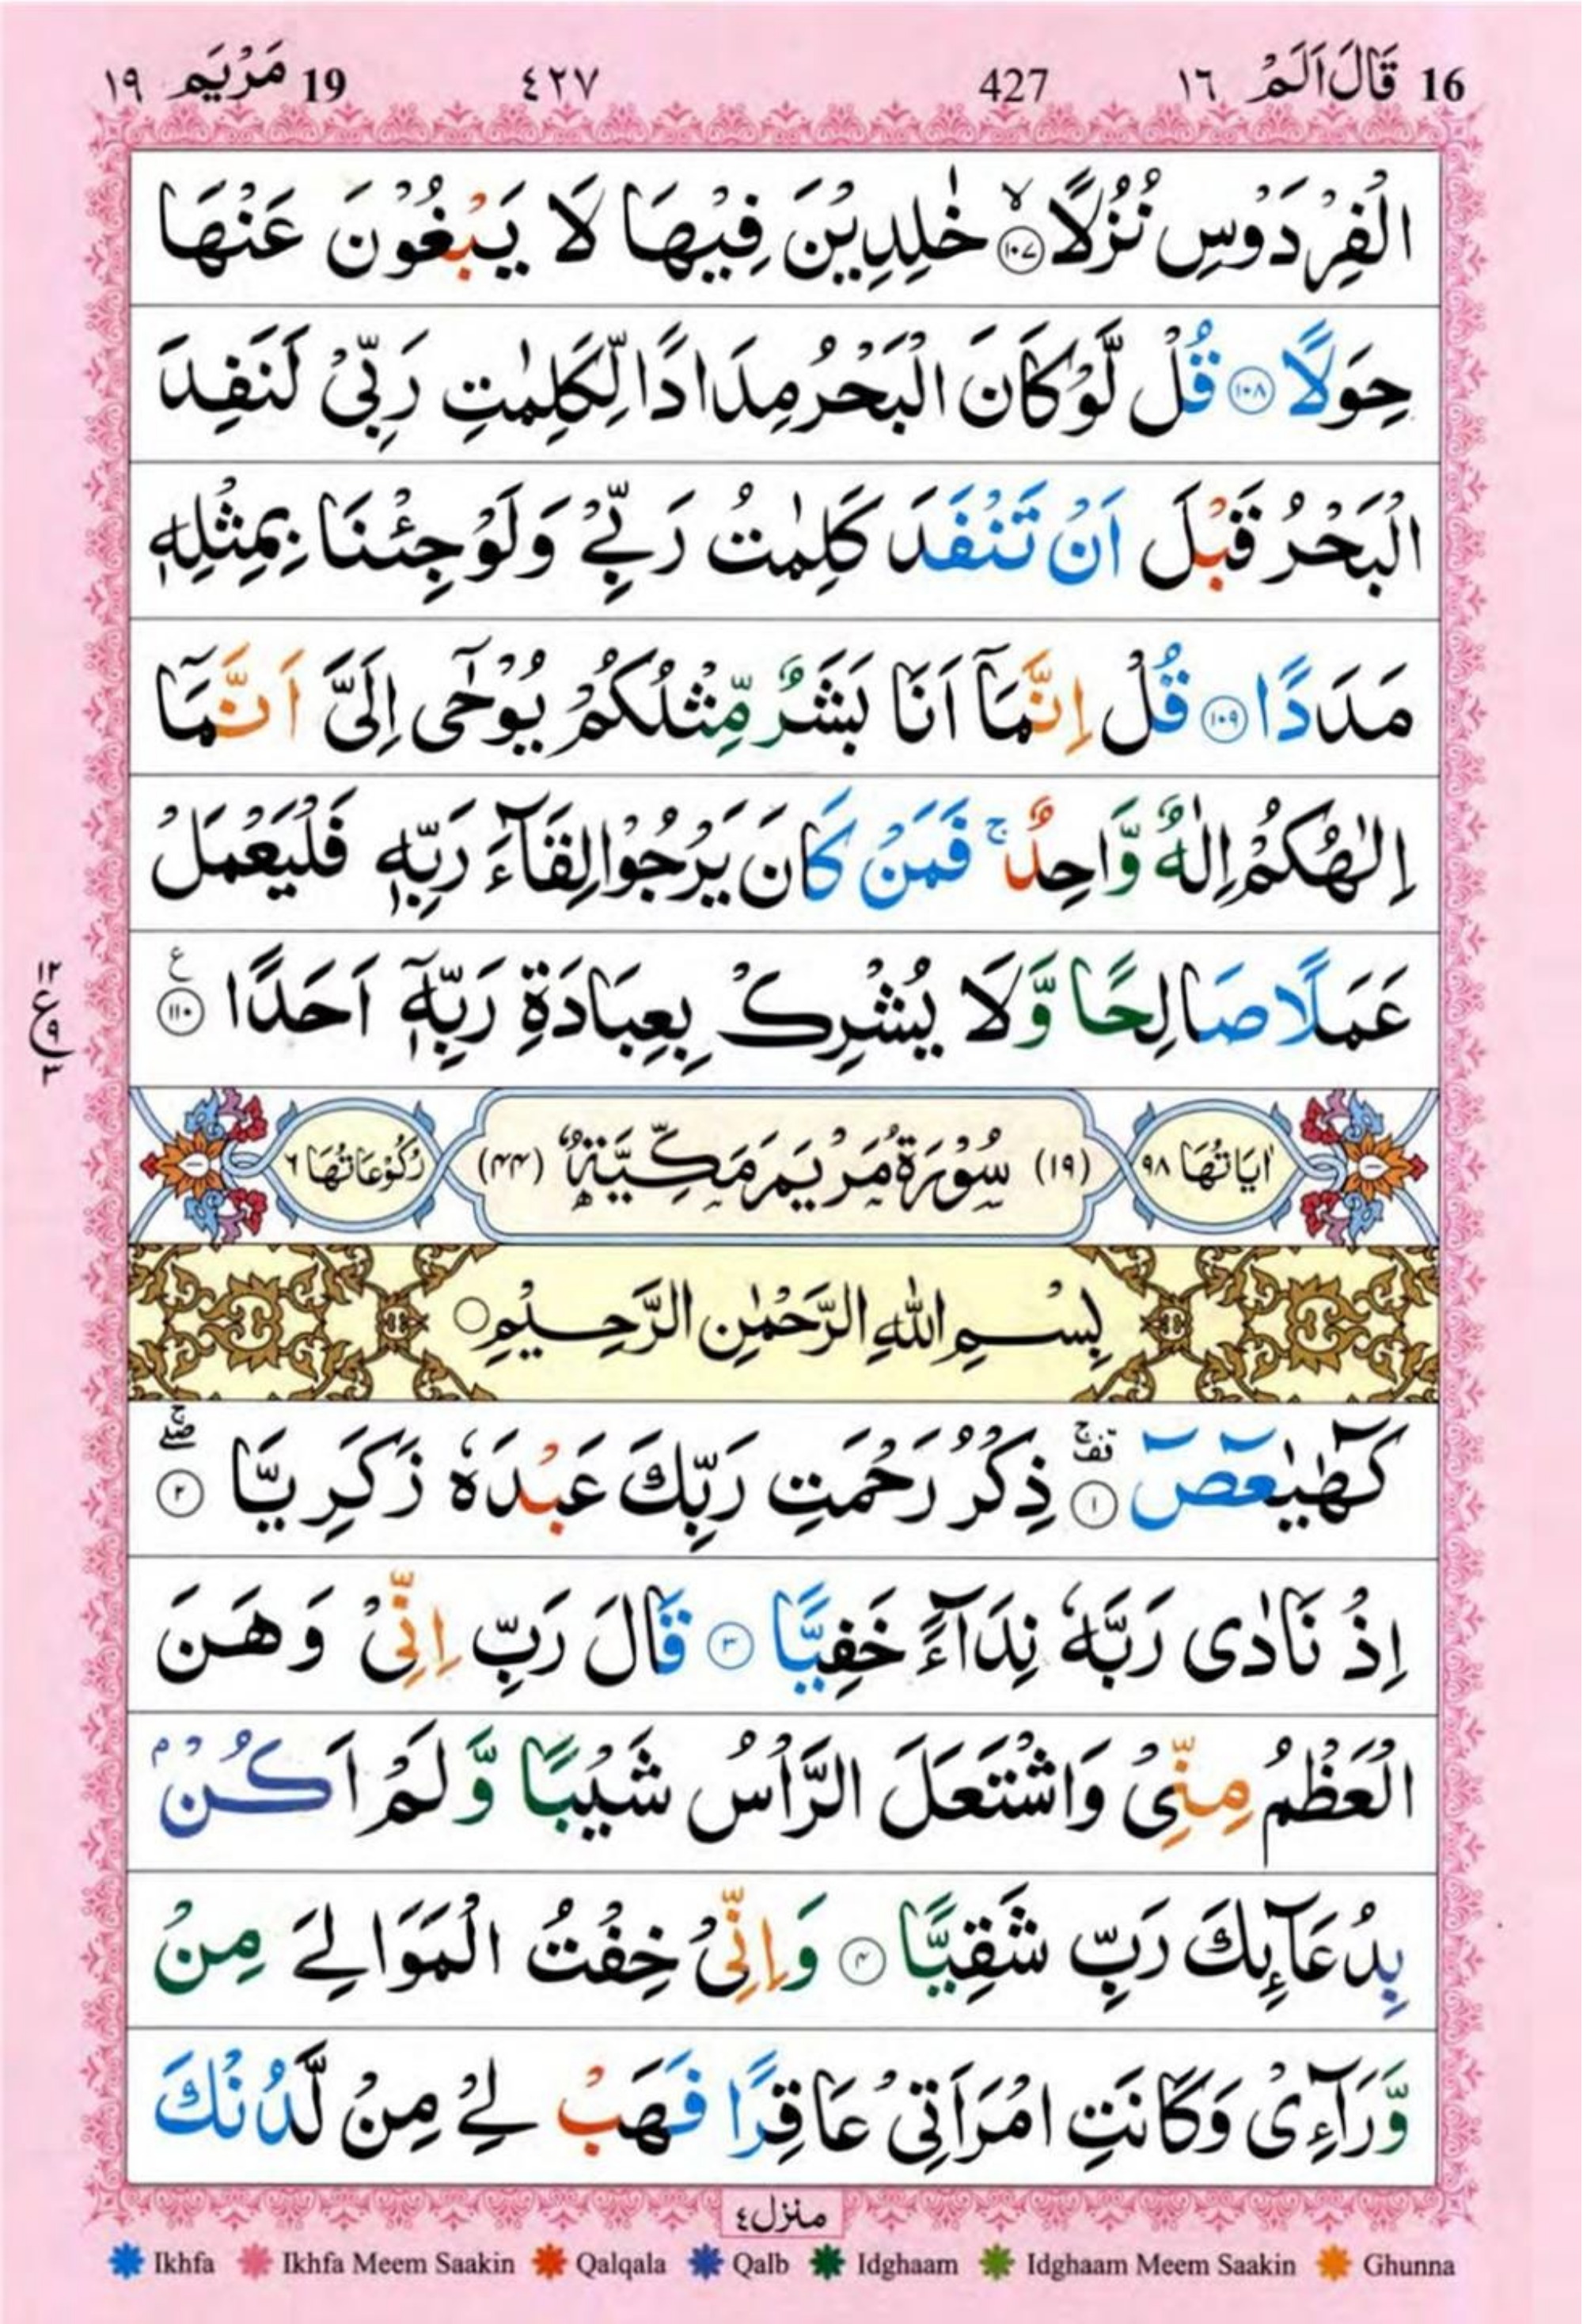 16 قَالَ اَلَمْ ١٦ 427 ٤٢٧ 19 مَرْيَم ١٩
الْفِرْدَوْسِ نُزُلًا ۙ﴿١٠٧﴾ خٰلِدِيْنَ فِيْهَا لَا يَبْغُوْنَ عَنْهَا
حِوَلًا ﴿١٠٨﴾ قُلْ لَّوْ كَانَ الْبَحْرُ مِدَادًا لِّكَلِمٰتِ رَبِّيْ لَنَفِدَ
الْبَحْرُ قَبْلَ اَنْ تَنْفَدَ كَلِمٰتُ رَبِّيْ وَلَوْ جِئْنَا بِمِثْلِهٖ
مَدَدًا ﴿١٠٩﴾ قُلْ اِنَّمَآ اَنَا بَشَرٌ مِّثْلُكُمْ يُوْحٰٓى اِلَيَّ اَنَّمَآ
اِلٰهُكُمْ اِلٰهٌ وَّاحِدٌ ۚ فَمَنْ كَانَ يَرْجُوْا لِقَآءَ رَبِّهٖ فَلْيَعْمَلْ
عَمَلًا صَالِحًا وَّلَا يُشْرِكْ بِعِبَادَةِ رَبِّهٖٓ اَحَدًا ﴿١١٠﴾ ع
١٢ ع ٩ ٣
اٰيَاتُهَا ٩٨ (١٩) سُوْرَةُ مَرْيَمَ مَكِّيَّةٌ (٤٤) رُكُوْعَاتُهَا ٦
بِسْمِ اللّٰهِ الرَّحْمٰنِ الرَّحِيْمِ ○
كٓهٰيٰعٓصٓ ﴿١﴾ ذِكْرُ رَحْمَتِ رَبِّكَ عَبْدَهٗ زَكَرِيَّا ﴿٢﴾
اِذْ نَادٰى رَبَّهٗ نِدَآءً خَفِيًّا ﴿٣﴾ قَالَ رَبِّ اِنِّيْ وَهَنَ
الْعَظْمُ مِنِّيْ وَاشْتَعَلَ الرَّاْسُ شَيْبًا وَّلَمْ اَكُنْۢ
بِدُعَآئِكَ رَبِّ شَقِيًّا ﴿٤﴾ وَاِنِّيْ خِفْتُ الْمَوَالِيَ مِنْ
وَّرَآءِيْ وَكَانَتِ امْرَاَتِيْ عَاقِرًا فَهَبْ لِيْ مِنْ لَّدُنْكَ
منزل٤
Ikhfa Ikhfa Meem Saakin Qalqala Qalb Idghaam Idghaam Meem Saakin Ghunna